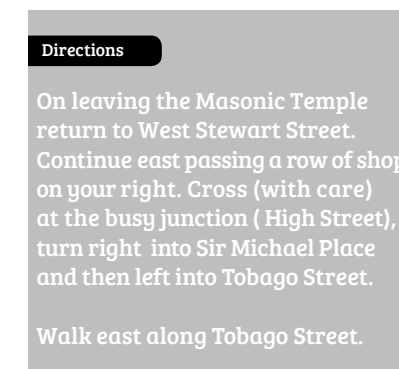 Directions
On leaving the Masonic Temple
return to West Stewart Street.
Continue east passing a row of shop
on your right. Cross (with care)
at the busy junction ( High Street),
turn right  into Sir Michael Place
and then left into Tobago Street.
Walk east along Tobago Street.